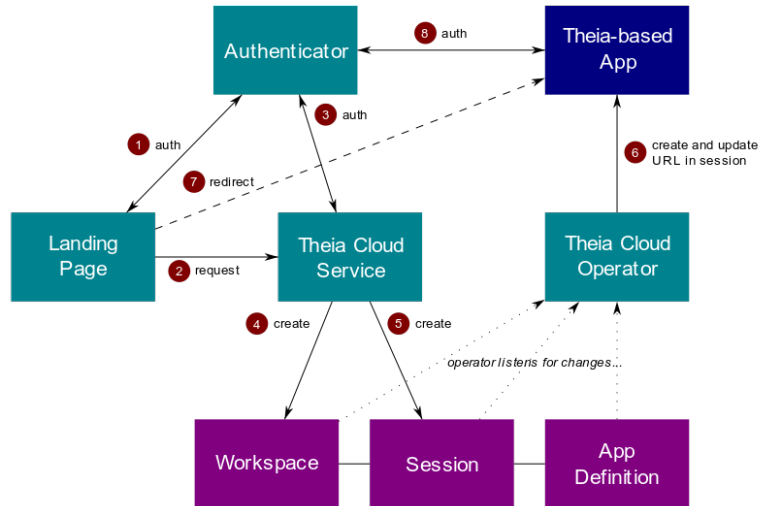 Authenticator
8 auth
Theia-based
App
1 auth
3 auth
6 create and update
URL in session
7 redirect
Landing
Page
2 request
Theia Cloud
Service
Theia Cloud
Operator
4 create
5 create
operator listens for changes...
Workspace
Session
App
Definition